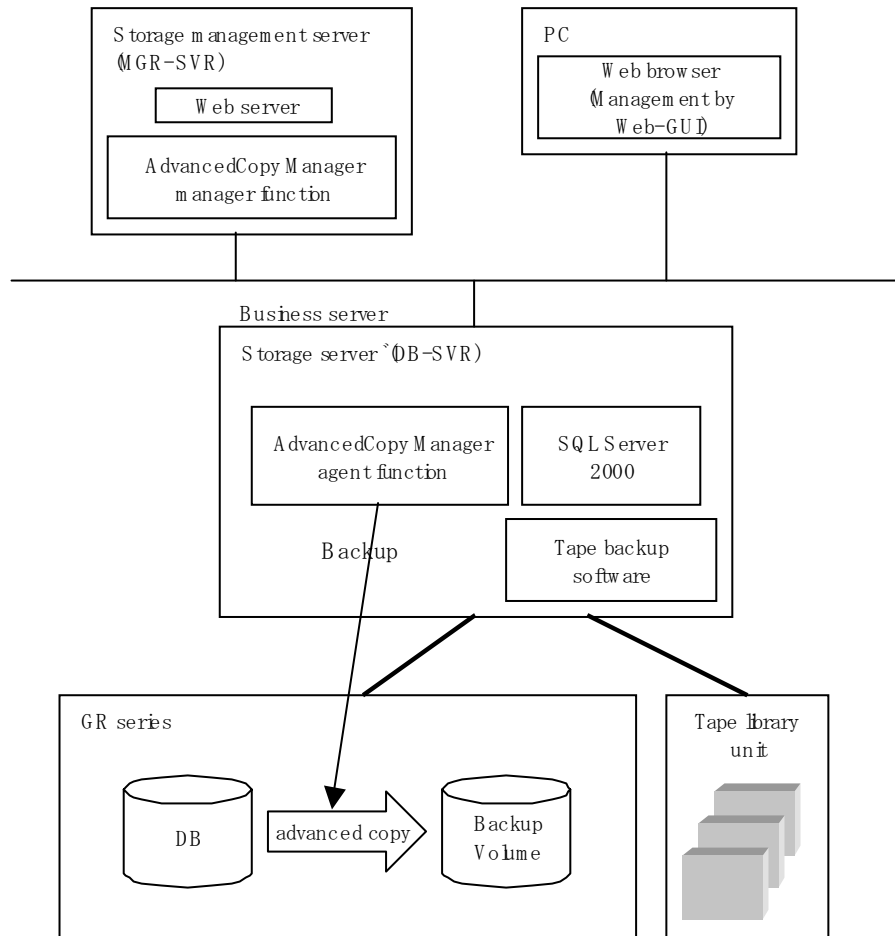 Storage management server
(MGR-SVR)
Web server
AdvancedCopy Manager
manager function
PC
Web browser
(Management by
Web-GUI)
Business server
Storage server`(DB-SVR)
AdvancedCopy Manager
agent function
SQL Server
2000
Backup
Tape backup
software
GR series
DB
advanced copy
Backup
Volume
Tape library
unit